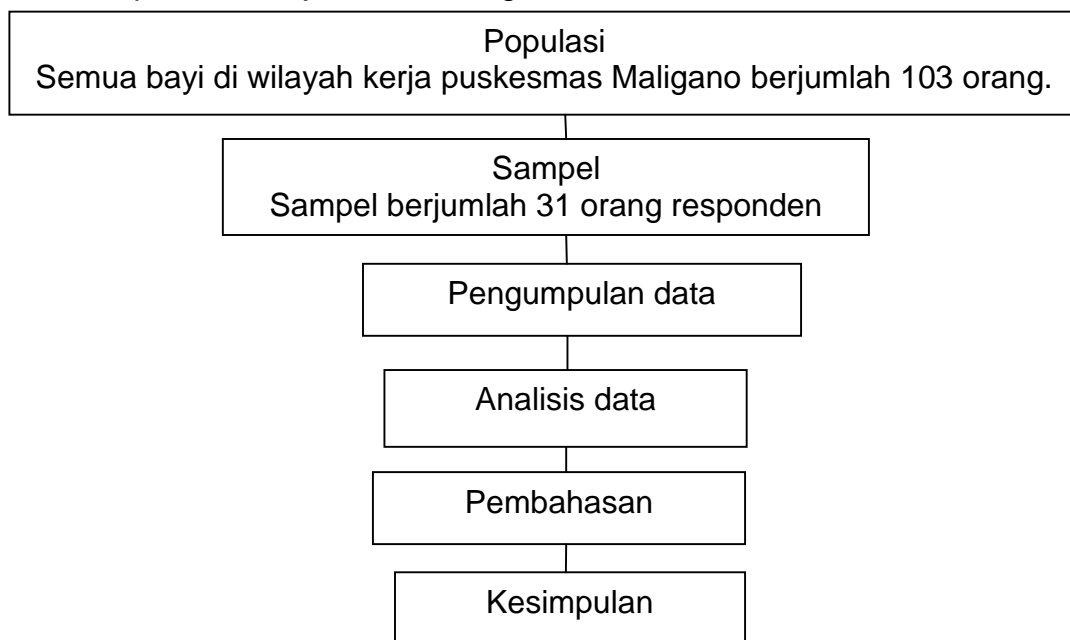 Populasi
Semua bayi di wilayah kerja puskesmas Maligano berjumlah 103 orang.
Sampel
Sampel berjumlah 31 orang responden
Pengumpulan data
Analisis data
Pembahasan
Kesimpulan